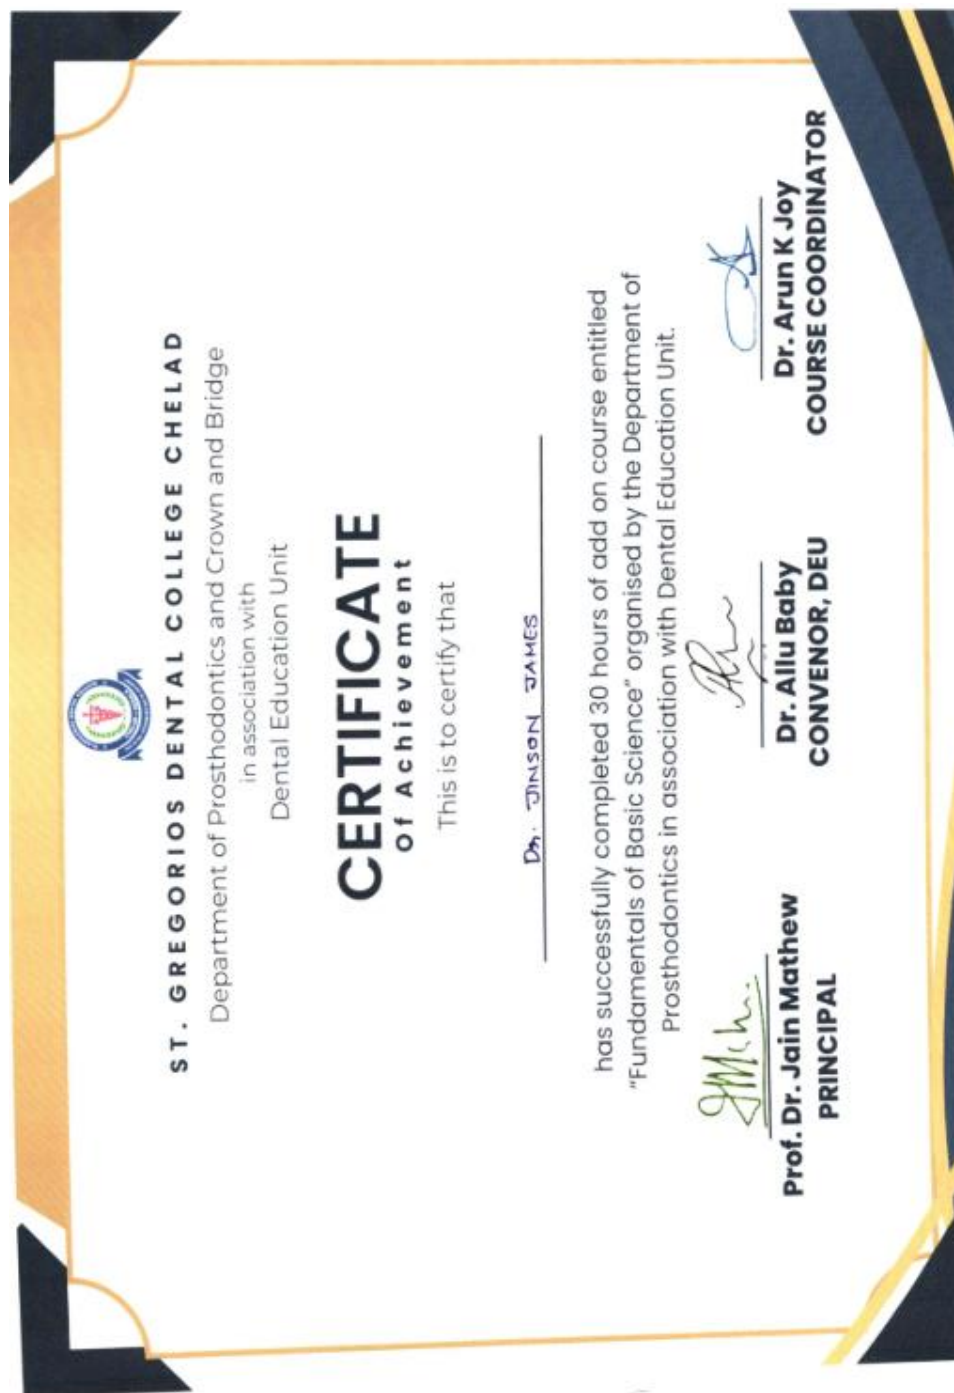 ST. GREGORIOS DENTAL COLLEGE CHELAD
Department of Prosthodontics and Crown and Bridge
in association with
Dental Education Unit
CERTIFICATE
Of Achievement
This is to certify that
Dr. JINSON JAMES
has successfully completed 30 hours of add on course entitled
"Fundamentals of Basic Science" organised by the Department of
Prosthodontics in association with Dental Education Unit.
Prof. Dr. Jain Mathew
PRINCIPAL
Dr. Allu Baby
CONVENOR, DEU
Dr. Arun K Joy
COURSE COORDINATOR